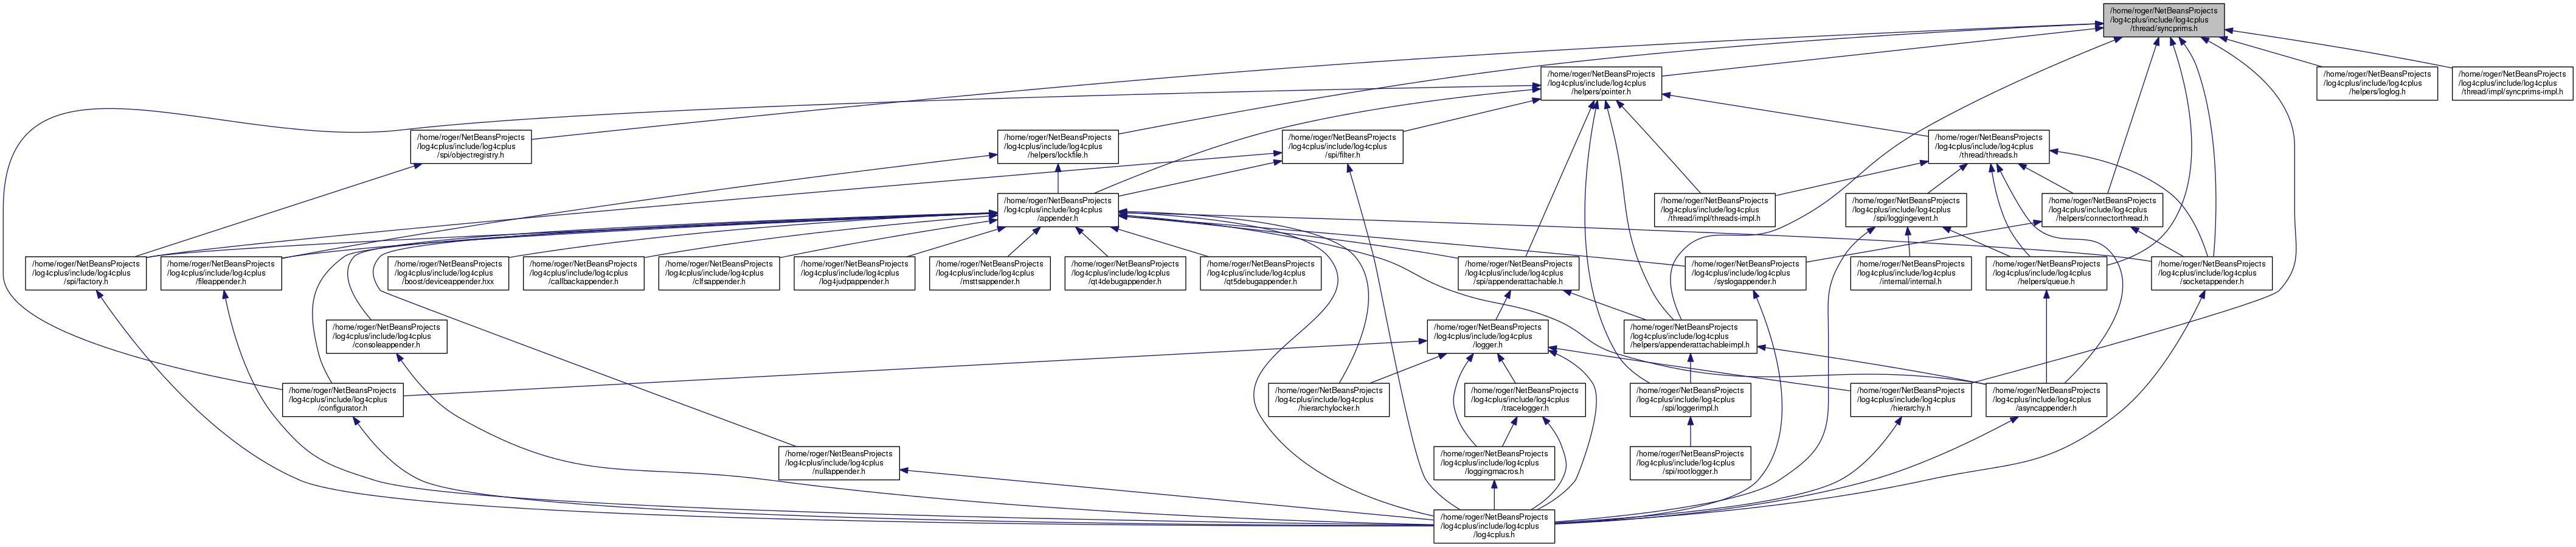 /home/roger/NetBeansProjects
/log4cplus/include/log4cplus
/thread/syncprims.h
/home/roger/NetBeansProjects
/log4cplus/include/log4cplus
/helpers/pointer.h
/home/roger/NetBeansProjects
/log4cplus/include/log4cplus
/helpers/loglog.h
/home/roger/NetBeansProjects
/log4cplus/include/log4cplus
/thread/impl/syncprims-impl.h
/home/roger/NetBeansProjects
/log4cplus/include/log4cplus
/spi/objectregistry.h
/home/roger/NetBeansProjects
/log4cplus/include/log4cplus
/helpers/lockfile.h
/home/roger/NetBeansProjects
/log4cplus/include/log4cplus
/spi/filter.h
/home/roger/NetBeansProjects
/log4cplus/include/log4cplus
/thread/threads.h
/home/roger/NetBeansProjects
/log4cplus/include/log4cplus
/appender.h
/home/roger/NetBeansProjects
/log4cplus/include/log4cplus
/thread/impl/threads-impl.h
/home/roger/NetBeansProjects
/log4cplus/include/log4cplus
/spi/loggingevent.h
/home/roger/NetBeansProjects
/log4cplus/include/log4cplus
/helpers/connectorthread.h
/home/roger/NetBeansProjects
/log4cplus/include/log4cplus
/spi/factory.h
/home/roger/NetBeansProjects
/log4cplus/include/log4cplus
/fileappender.h
/home/roger/NetBeansProjects
/log4cplus/include/log4cplus
/boost/deviceappender.hxx
/home/roger/NetBeansProjects
/log4cplus/include/log4cplus
/callbackappender.h
/home/roger/NetBeansProjects
/log4cplus/include/log4cplus
/clfsappender.h
/home/roger/NetBeansProjects
/log4cplus/include/log4cplus
/log4judpappender.h
/home/roger/NetBeansProjects
/log4cplus/include/log4cplus
/msttsappender.h
/home/roger/NetBeansProjects
/log4cplus/include/log4cplus
/qt4debugappender.h
/home/roger/NetBeansProjects
/log4cplus/include/log4cplus
/qt5debugappender.h
/home/roger/NetBeansProjects
/log4cplus/include/log4cplus
/spi/appenderattachable.h
/home/roger/NetBeansProjects
/log4cplus/include/log4cplus
/syslogappender.h
/home/roger/NetBeansProjects
/log4cplus/include/log4cplus
/internal/internal.h
/home/roger/NetBeansProjects
/log4cplus/include/log4cplus
/helpers/queue.h
/home/roger/NetBeansProjects
/log4cplus/include/log4cplus
/socketappender.h
/home/roger/NetBeansProjects
/log4cplus/include/log4cplus
/consoleappender.h
/home/roger/NetBeansProjects
/log4cplus/include/log4cplus
/logger.h
/home/roger/NetBeansProjects
/log4cplus/include/log4cplus
/helpers/appenderattachableimpl.h
/home/roger/NetBeansProjects
/log4cplus/include/log4cplus
/configurator.h
/home/roger/NetBeansProjects
/log4cplus/include/log4cplus
/hierarchylocker.h
/home/roger/NetBeansProjects
/log4cplus/include/log4cplus
/tracelogger.h
/home/roger/NetBeansProjects
/log4cplus/include/log4cplus
/spi/loggerimpl.h
/home/roger/NetBeansProjects
/log4cplus/include/log4cplus
/hierarchy.h
/home/roger/NetBeansProjects
/log4cplus/include/log4cplus
/asyncappender.h
/home/roger/NetBeansProjects
/log4cplus/include/log4cplus
/nullappender.h
/home/roger/NetBeansProjects
/log4cplus/include/log4cplus
/loggingmacros.h
/home/roger/NetBeansProjects
/log4cplus/include/log4cplus
/spi/rootlogger.h
/home/roger/NetBeansProjects
/log4cplus/include/log4cplus
/log4cplus.h